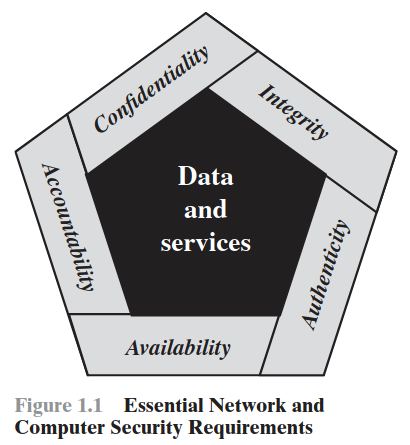 Confidentiality
Integrity
Accountability
Data
and
services
Authenticity
Availability
Figure 1.1 Essential Network and
Computer Security Requirements